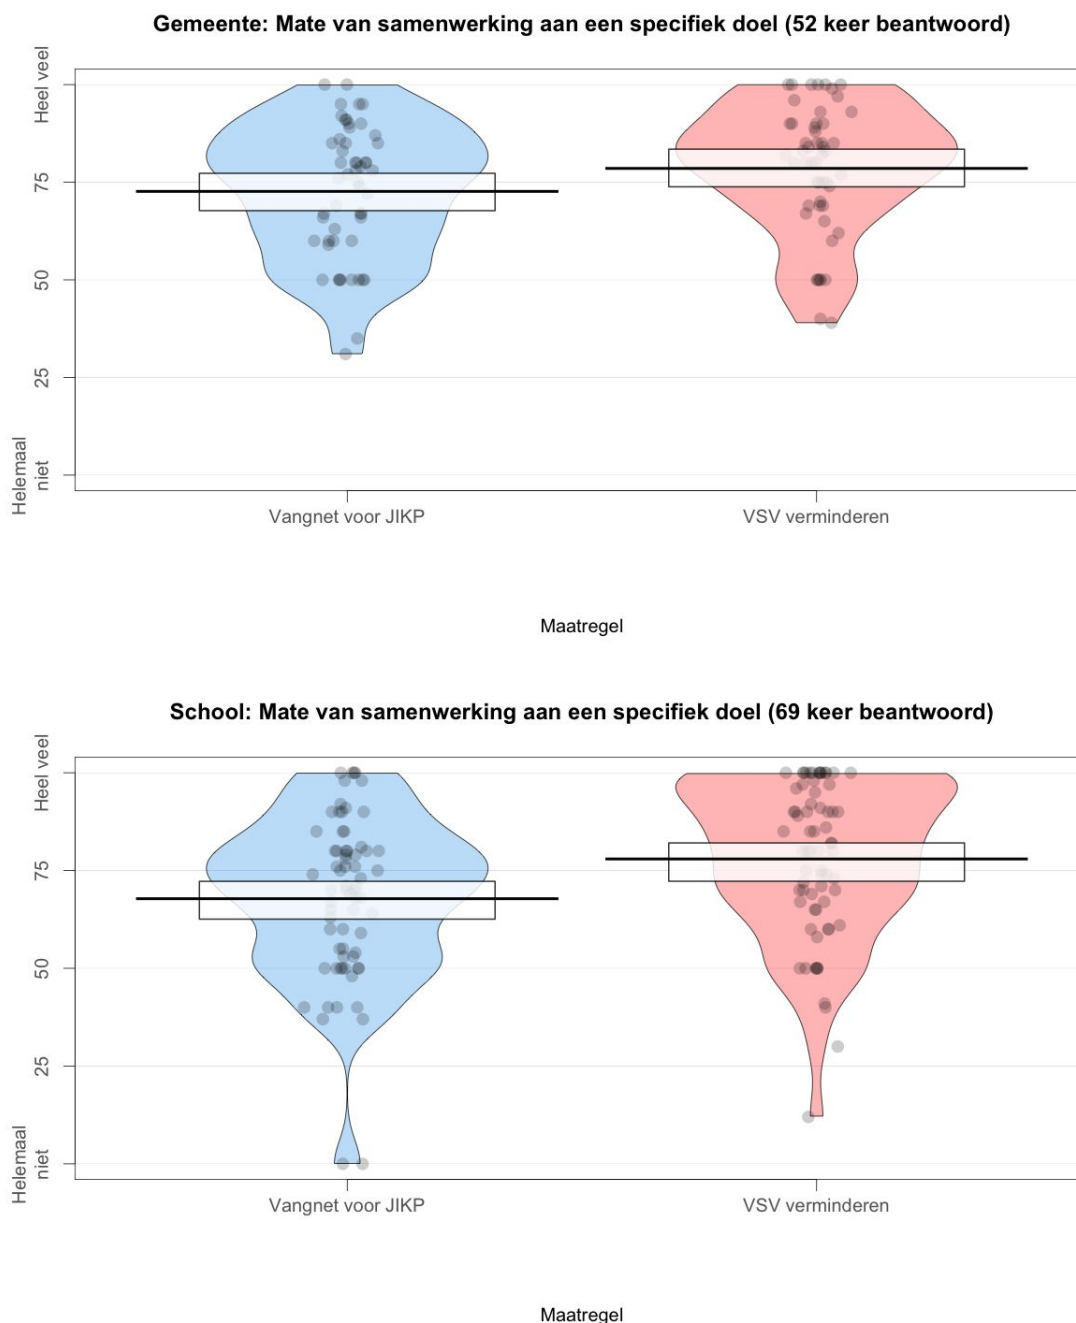 Gemeente: Mate van samenwerking aan een specifiek doel (52 keer beantwoord)
Heel veel
75
50
25
Helemaal
niet
Vangnet voor JIKP
VSV verminderen
Maatregel
School: Mate van samenwerking aan een specifiek doel (69 keer beantwoord)
Heel veel
75
50
25
Helemaal
niet
Vangnet voor JIKP
VSV verminderen
Maatregel